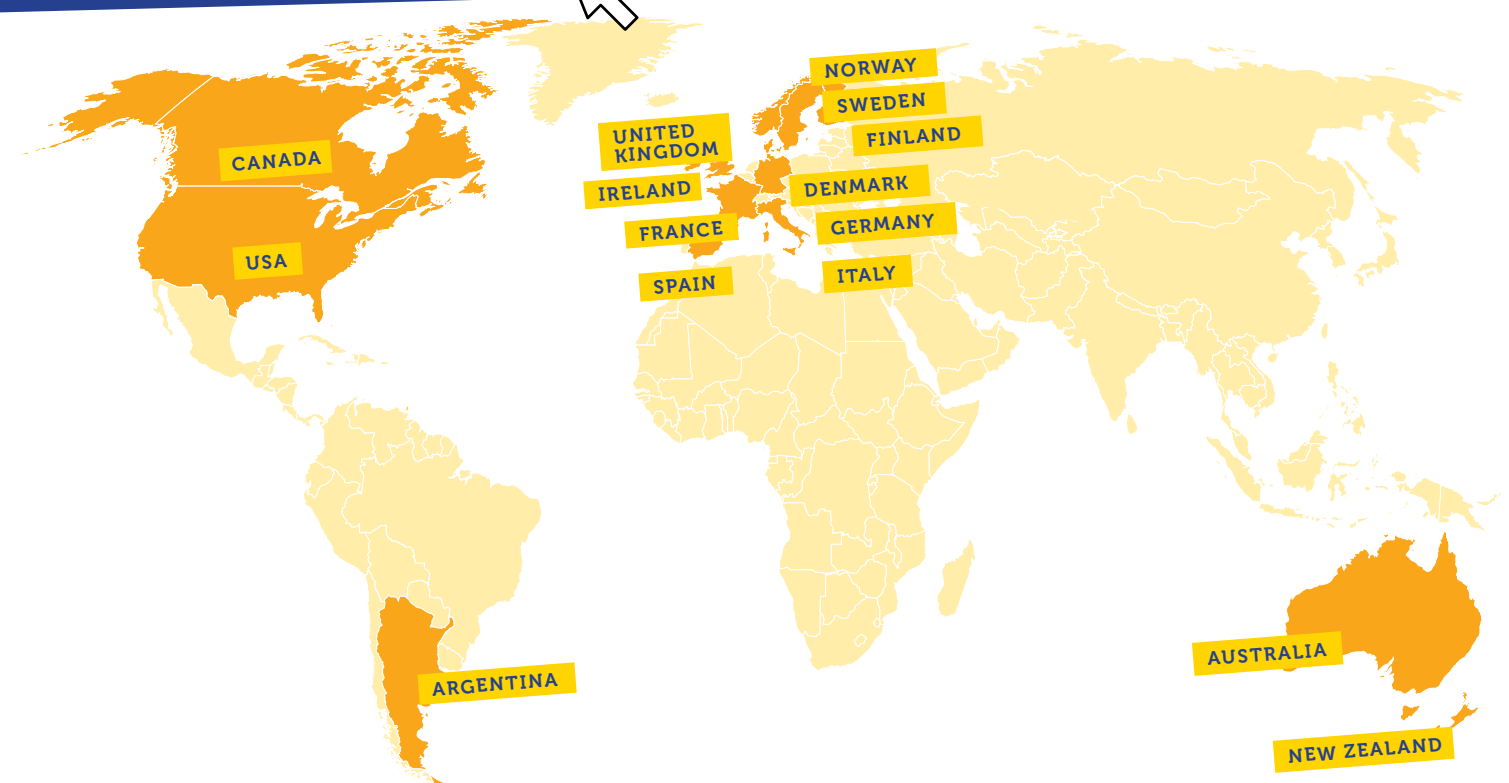 NORWAY
SWEDEN
UNITED
KINGDOM
FINLAND
CANADA
IRELAND
DENMARK
FRANCE
GERMANY
USA
SPAIN
ITALY
AUSTRALIA
ARGENTINA
NEW ZEALAND